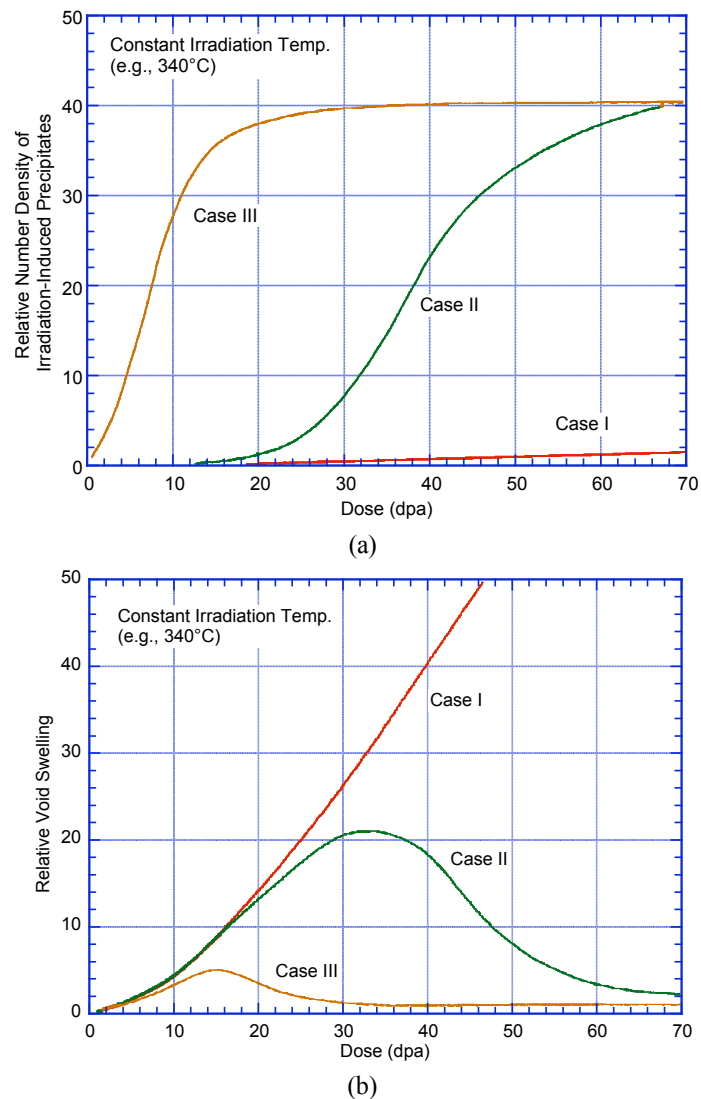 50
Constant Irradiation Temp.
(e.g., 340°C)
40
30
Case III
20
Case II
10
Case I
0
0 10 20 30 40 50 60 70
Relative Number Density of
Irradiation-Induced Precipitates
Dose (dpa)
(a)
50
Constant Irradiation Temp.
(e.g., 340°C)
40
Case I
30
20
Case II
10
Case III
0
0 10 20 30 40 50 60 70
Relative Void Swelling
Dose (dpa)
(b)